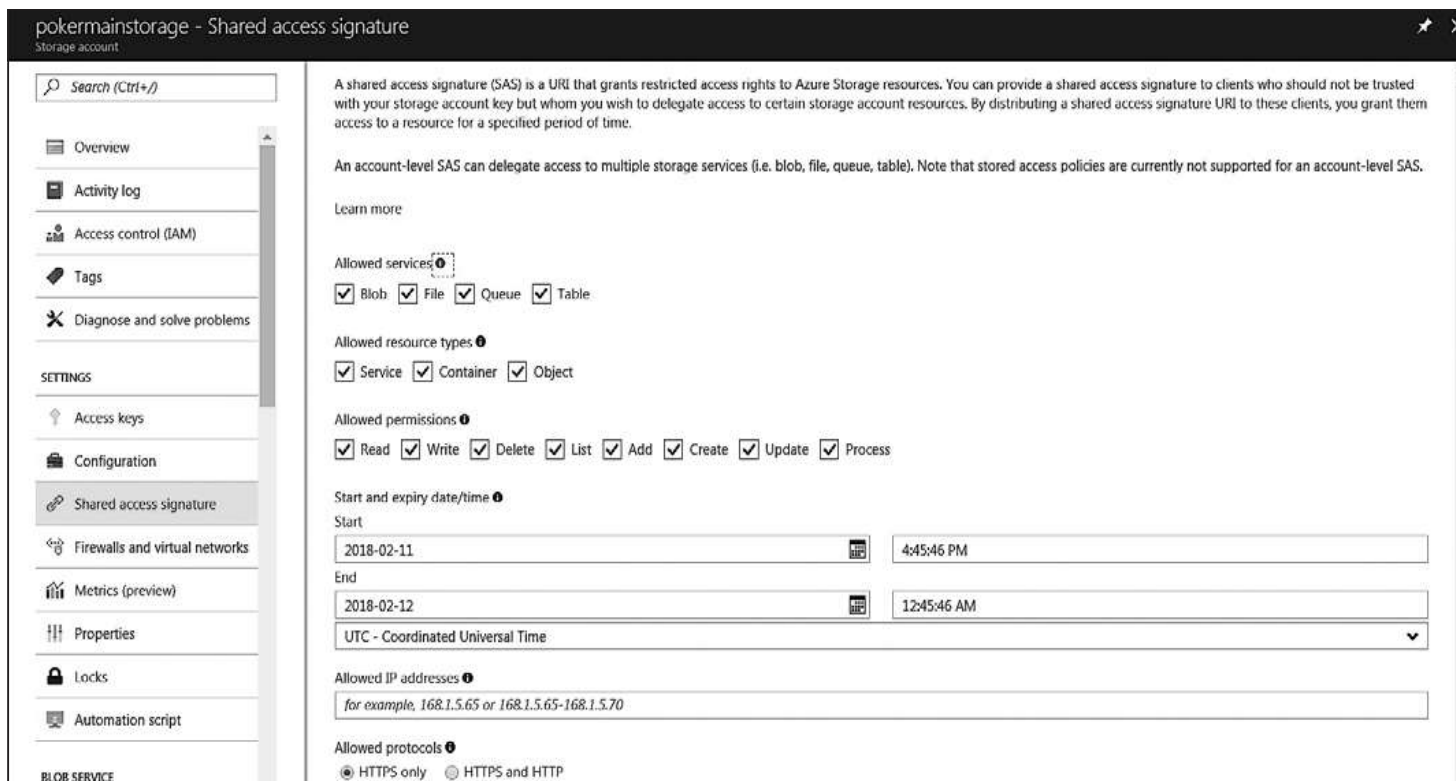 pokermainstorage - Shared access signature
Storage account
Search (Ctrl+/)
Overview
Activity log
Access control (IAM)
Tags
Diagnose and solve problems
SETTINGS
Access keys
Configuration
Shared access signature
Firewalls and virtual networks
Metrics (preview)
Properties
Locks
Automation script
BLOB SERVICE
A shared access signature (SAS) is a URI that grants restricted access rights to Azure Storage resources. You can provide a shared access signature to clients who should not be trusted
with your storage account key but whom you wish to delegate access to certain storage account resources. By distributing a shared access signature URI to these clients, you grant them
access to a resource for a specified period of time.
An account-level SAS can delegate access to multiple storage services (i.e. blob, file, queue, table). Note that stored access policies are currently not supported for an account-level SAS.
Learn more
Allowed services
Blob File Queue Table
Allowed resource types
Service Container Object
Allowed permissions
Read Write Delete List Add Create Update Process
Start and expiry date/time
Start
2018-02-11 4:45:46 PM
End
2018-02-12 12:45:46 AM
UTC - Coordinated Universal Time
Allowed IP addresses
for example, 168.1.5.65 or 168.1.5.65-168.1.5.70
Allowed protocols
HTTPS only HTTPS and HTTP